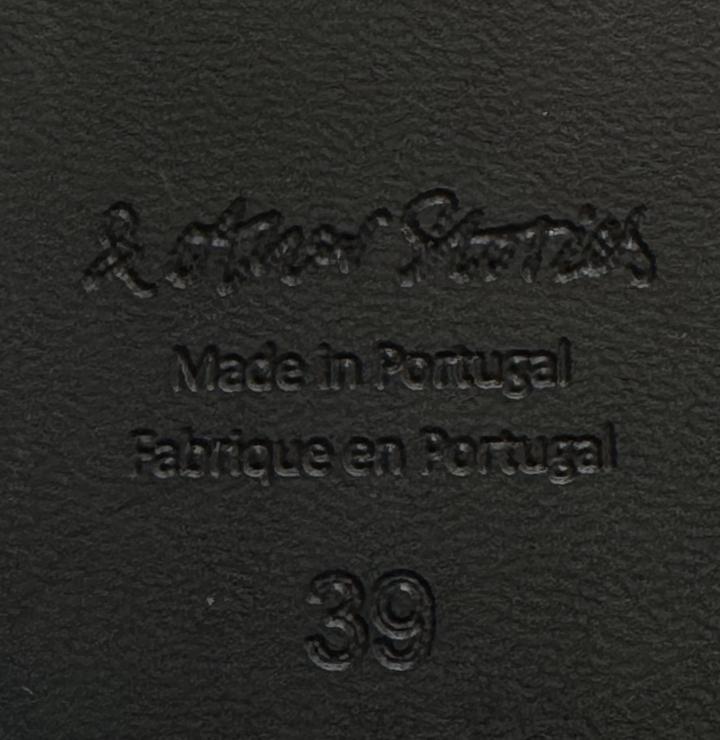 & other Stories
Made in Portugal
Fabrique en Portugal
39